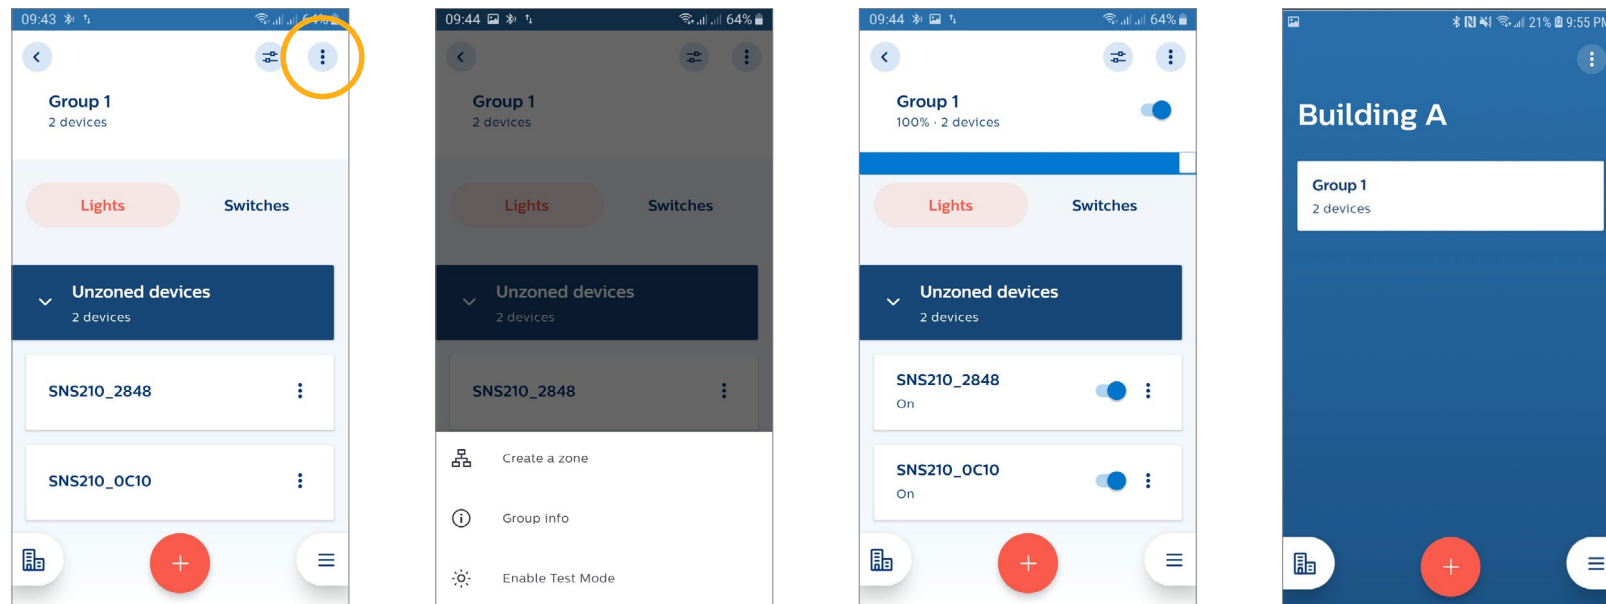 09:43
64%
Group 1
2 devices
Lights Switches
Unzoned devices
2 devices
SNS210_2848
SNS210_0C10
09:44 64%
Group 1
2 devices
Lights Switches
Unzoned devices
2 devices
SNS210_2848
Create a zone
Group info
Enable Test Mode
09:44 64%
Group 1
100% · 2 devices
Lights Switches
Unzoned devices
2 devices
SNS210_2848
On
SNS210_0C10
On
21% 9:55 PM
Building A
Group 1
2 devices